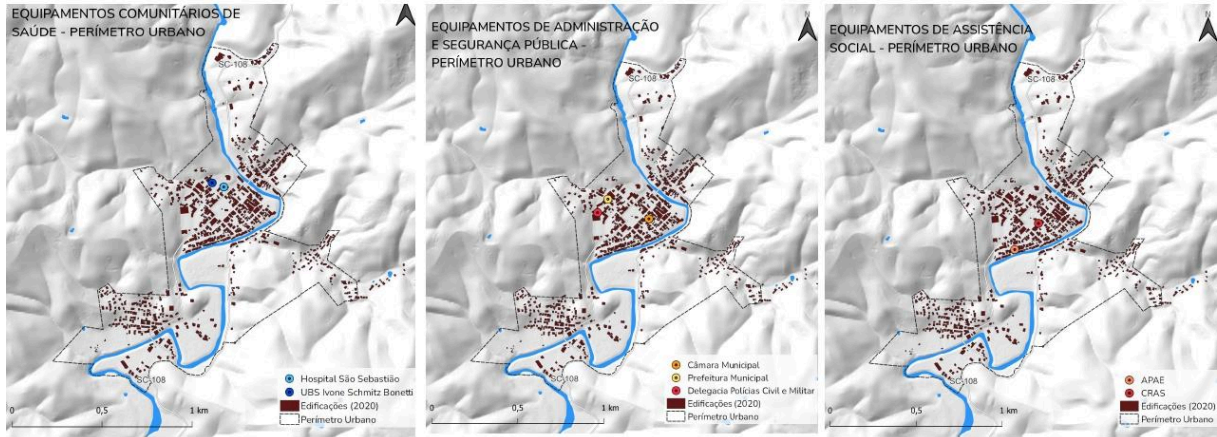 EQUIPAMENTOS COMUNITÁRIOS DE
SAÚDE - PERÍMETRO URBANO
N
SC-108
SC-108
Hospital São Sebastião
UBS Ivone Schmitz Bonetti
Edificações (2020)
Perímetro Urbano
0
0,5
1 km
EQUIPAMENTOS DE ADMINISTRAÇÃO
E SEGURANÇA PÚBLICA -
PERÍMETRO URBANO
N
SC-108
SC-108
Câmara Municipal
Prefeitura Municipal
Delegacia Polícias Civil e Militar
Edificações (2020)
Perímetro Urbano
0
0,5
1 km
EQUIPAMENTOS DE ASSISTÊNCIA
SOCIAL - PERÍMETRO URBANO
N
SC-108
SC-108
APAE
CRAS
Edificações (2020)
Perímetro Urbano
0
0,5
1 km